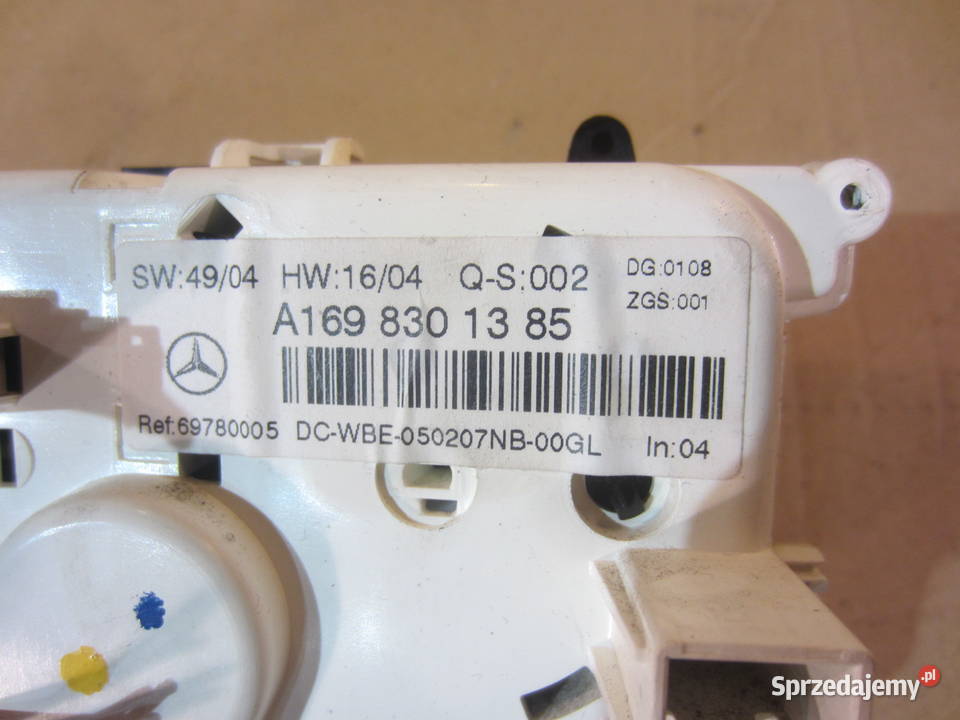 SW:49/04 HW:16/04 Q-S:002 DG:0108
ZGS:001
A169 830 13 85
Ref:69780005 DC-WBE-050207NB-00GL In:04
Sprzedajemy.pl